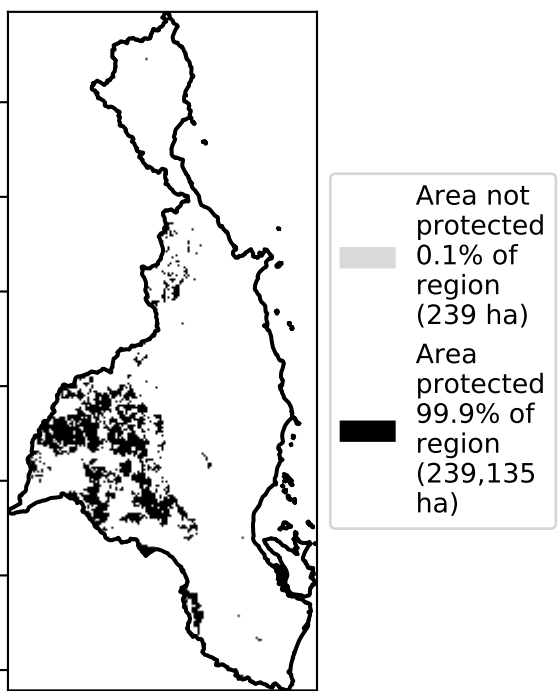 Area not
protected
0.1% of
region
(239 ha)
Area
protected
99.9% of
region
(239,135
ha)